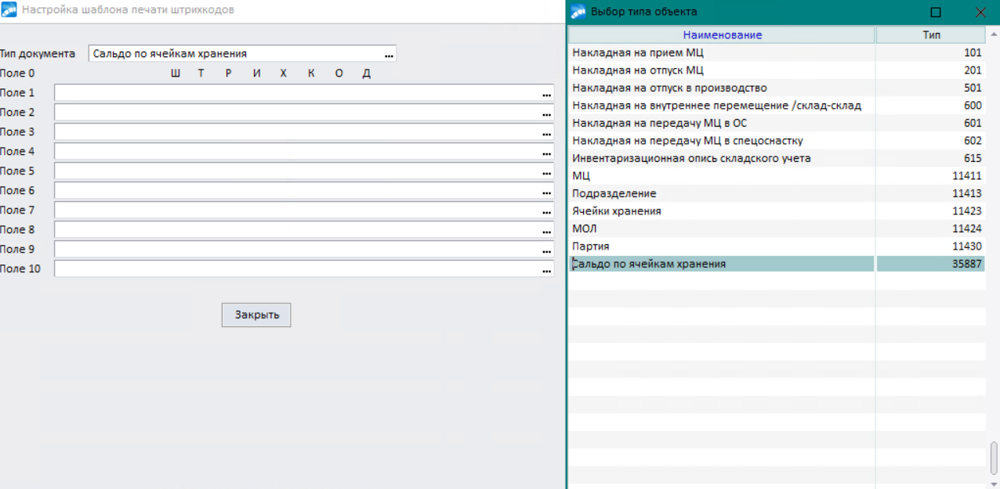 Настройка шаблона печати штрихкодов
Тип документа Сальдо по ячейкам хранения ...
Поле 0 Ш Т Р И Х К О Д
Поле 1 ...
Поле 2 ...
Поле 3 ...
Поле 4 ...
Поле 5 ...
Поле 6 ...
Поле 7 ...
Поле 8 ...
Поле 9 ...
Поле 10 ...
Закрыть
Выбор типа объекта
Наименование Тип
Накладная на прием МЦ 101
Накладная на отпуск МЦ 201
Накладная на отпуск в производство 501
Накладная на внутреннее перемещение /склад-склад 600
Накладная на передачу МЦ в ОС 601
Накладная на передачу МЦ в спецоснастку 602
Инвентаризационная опись складского учета 615
МЦ 11411
Подразделение 11413
Ячейки хранения 11423
МОЛ 11424
Партия 11430
Сальдо по ячейкам хранения 35887